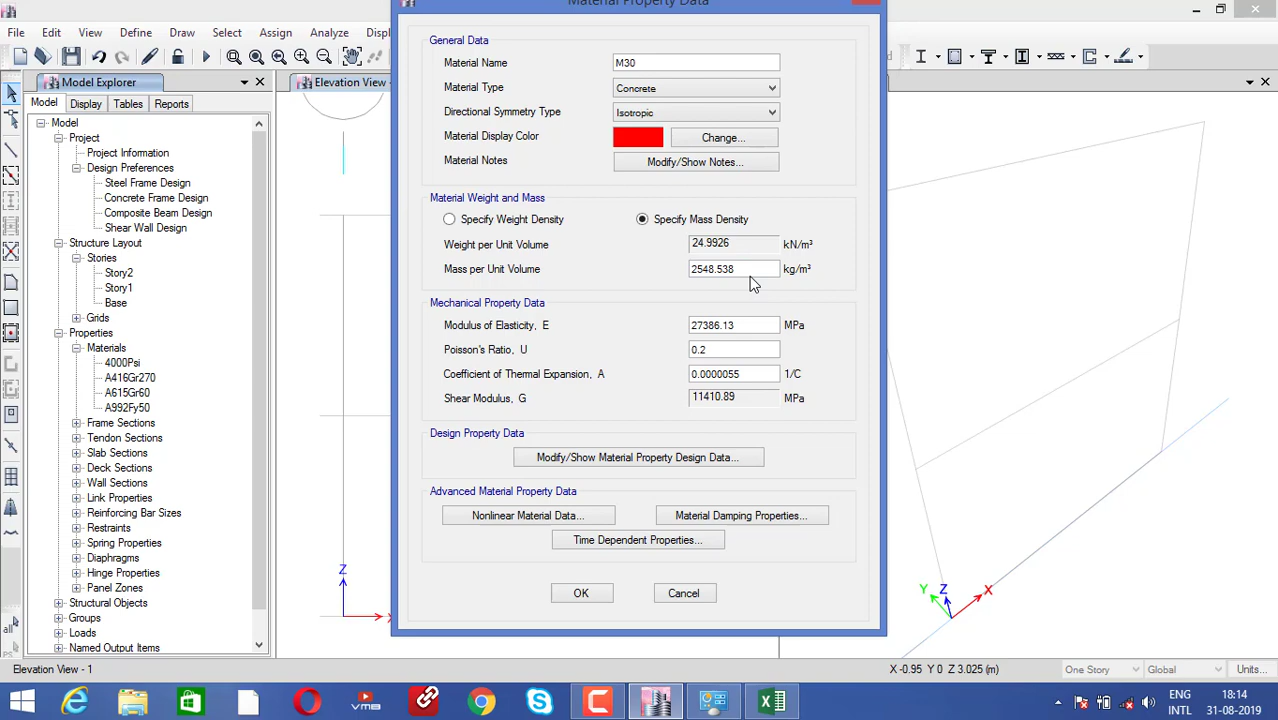 Material Property Data
File Edit View Define Draw Select Assign Analyze Displ
Model Explorer
Elevation View -
Model Display Tables Reports
Model
Project
Project Information
Design Preferences
Steel Frame Design
Concrete Frame Design
Composite Beam Design
Shear Wall Design
Structure Layout
Stories
Story2
Story1
Base
Grids
Properties
Materials
4000Psi
A416Gr270
A615Gr60
A992Fy50
Frame Sections
Tendon Sections
Slab Sections
Deck Sections
Wall Sections
Link Properties
Reinforcing Bar Sizes
Restraints
Spring Properties
Diaphragms
Hinge Properties
Panel Zones
Structural Objects
Groups
Loads
Named Output Items
General Data
Material Name M30
Material Type Concrete
Directional Symmetry Type Isotropic
Material Display Color Change...
Material Notes Modify/Show Notes...
Material Weight and Mass
Specify Weight Density Specify Mass Density
Weight per Unit Volume 24.9926 kN/m³
Mass per Unit Volume 2548.538 kg/m³
Mechanical Property Data
Modulus of Elasticity, E 27386.13 MPa
Poisson's Ratio, U 0.2
Coefficient of Thermal Expansion, A 0.0000055 1/C
Shear Modulus, G 11410.89 MPa
Design Property Data
Modify/Show Material Property Design Data...
Advanced Material Property Data
Nonlinear Material Data... Material Damping Properties...
Time Dependent Properties...
OK Cancel
Z
Y Z X
Elevation View - 1
X -0.95 Y 0 Z 3.025 (m) One Story Global Units...
ENG 18:14
INTL 31-08-2019